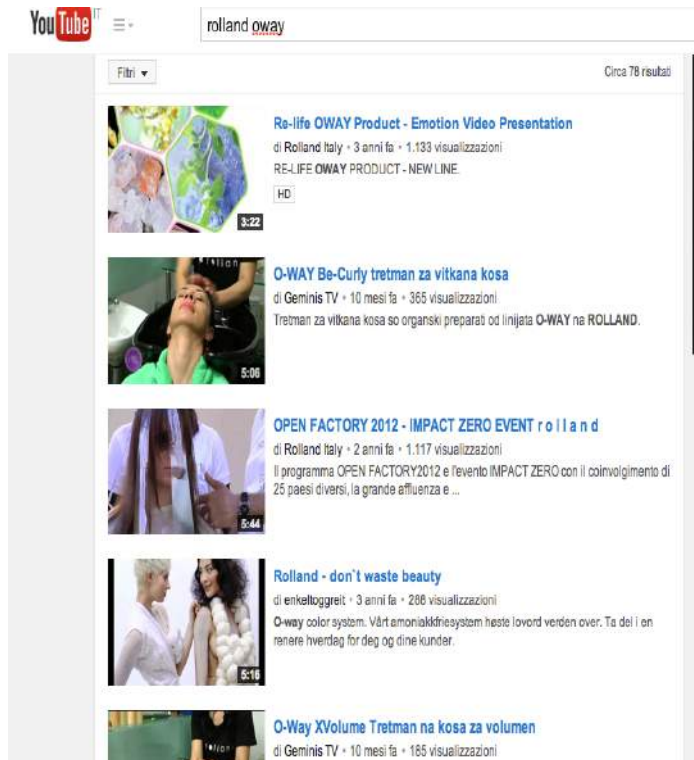 YouTube IT
rolland oway
Filtri
Circa 78 risultati
Re-life OWAY Product - Emotion Video Presentation
di Rolland Italy • 3 anni fa • 1.133 visualizzazioni
RE-LIFE OWAY PRODUCT - NEW LINE.
HD
3:22
O-WAY Be-Curly tretman za vitkana kosa
di Geminis TV • 10 mesi fa • 365 visualizzazioni
Tretman za vitkana kosa so organski preparati od linijata O-WAY na ROLLAND.
5:06
OPEN FACTORY 2012 - IMPACT ZERO EVENT r o l l a n d
di Rolland Italy • 2 anni fa • 1.117 visualizzazioni
Il programma OPEN FACTORY2012 e l'evento IMPACT ZERO con il coinvolgimento di
25 paesi diversi, la grande affluenza e ...
5:44
Rolland - don`t waste beauty
di enkeltoggreit • 3 anni fa • 286 visualizzazioni
O-way color system. Vårt amoniakkfriesystem høste lovord verden over. Ta del i en
renere hverdag for deg og dine kunder.
5:16
O-Way XVolume Tretman na kosa za volumen
di Geminis TV • 10 mesi fa • 185 visualizzazioni